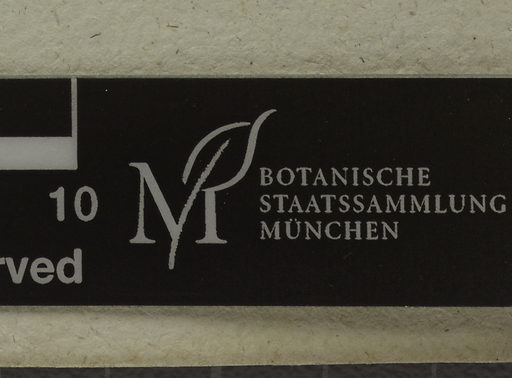 10
rved
BOTANISCHE
STAATSSAMMLUNG
MÜNCHEN